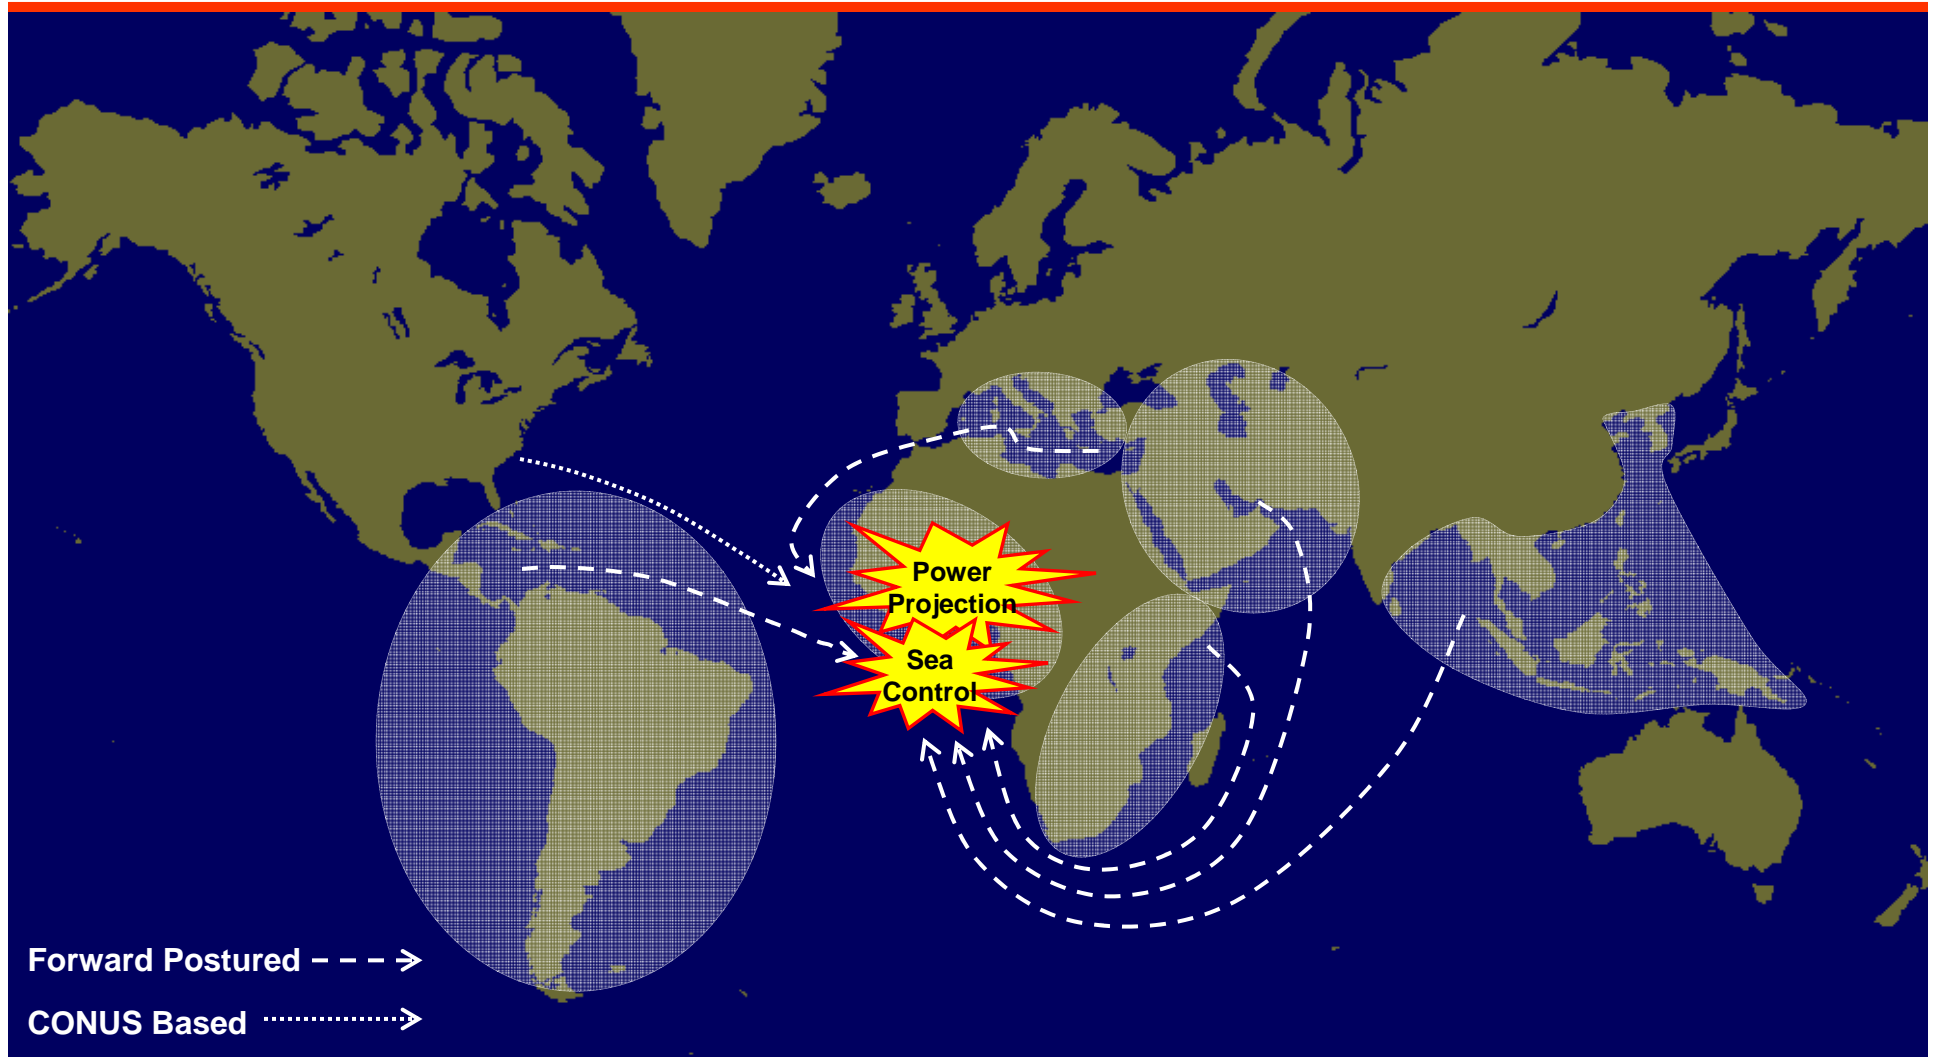 Power
Projection
Sea
Control
Forward Postured
CONUS Based